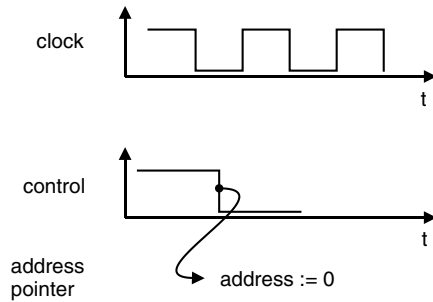 clock
t
control
t
address
pointer
address := 0